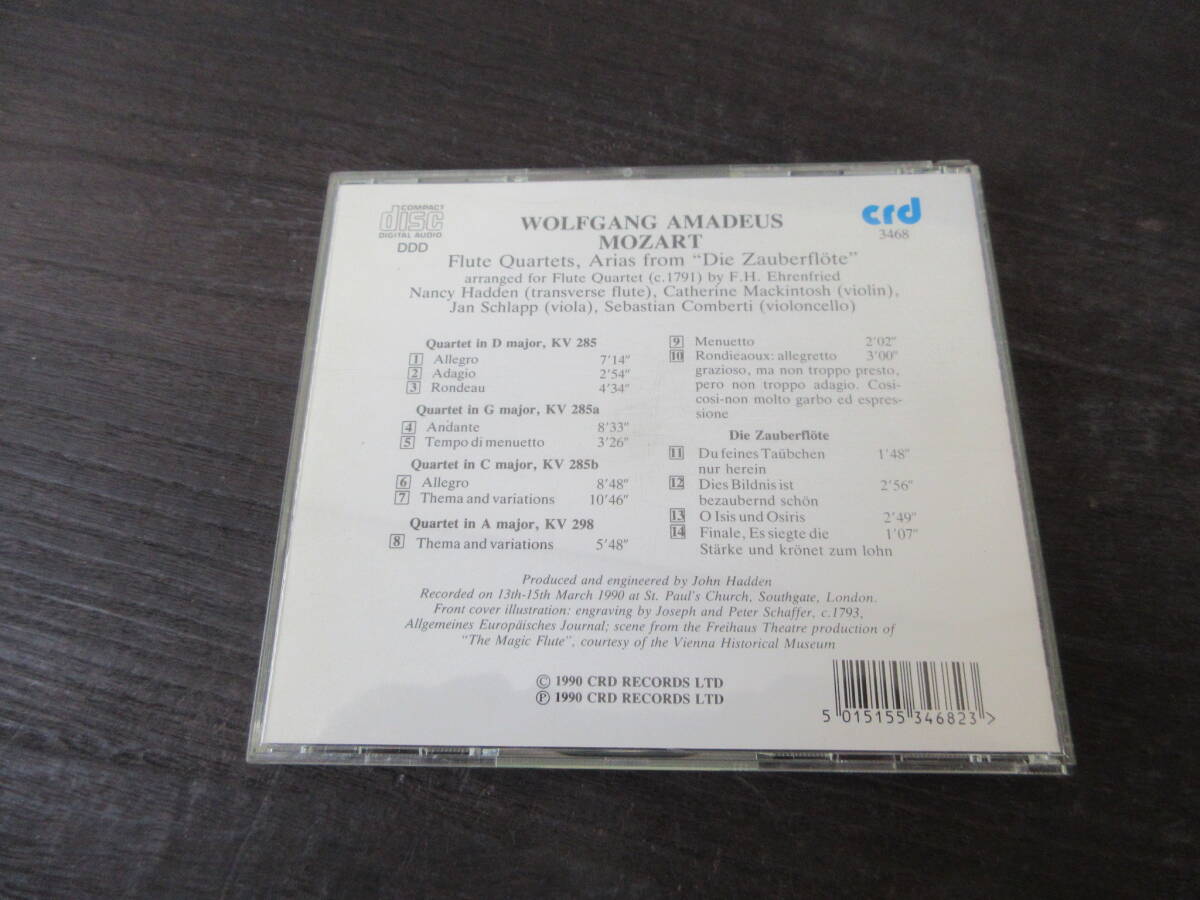 COMPACT
disc
DIGITAL AUDIO
DDD
WOLFGANG AMADEUS
MOZART
crd
3468
Flute Quartets, Arias from “Die Zauberflöte”
arranged for Flute Quartet (c.1791) by F.H. Ehrenfried
Nancy Hadden (transverse flute), Catherine Mackintosh (violin),
Jan Schlapp (viola), Sebastian Comberti (violoncello)
Quartet in D major, KV 285
1 Allegro 7'14"
2 Adagio 2'54"
3 Rondeau 4'34"
Quartet in G major, KV 285a
4 Andante 8'33"
5 Tempo di menuetto 3'26"
Quartet in C major, KV 285b
6 Allegro 8'48"
7 Thema and variations 10'46"
Quartet in A major, KV 298
8 Thema and variations 5'48"
9 Menuetto 2'02"
10 Rondieaoux: allegretto 3'00"
grazioso, ma non troppo presto,
pero non troppo adagio. Cosi-
cosi-non molto garbo ed espres-
sione
Die Zauberflöte
11 Du feines Taübchen 1'48"
nur herein
12 Dies Bildnis ist 2'56"
bezaubernd schön
13 O Isis und Osiris 2'49"
14 Finale, Es siegte die 1'07"
Stärke und krönet zum lohn
Produced and engineered by John Hadden
Recorded on 13th-15th March 1990 at St. Paul's Church, Southgate, London.
Front cover illustration: engraving by Joseph and Peter Schaffer, c.1793,
Allgemeines Europäisches Journal; scene from the Freihaus Theatre production of
"The Magic Flute", courtesy of the Vienna Historical Museum
© 1990 CRD RECORDS LTD
℗ 1990 CRD RECORDS LTD
5 015155 346823 >